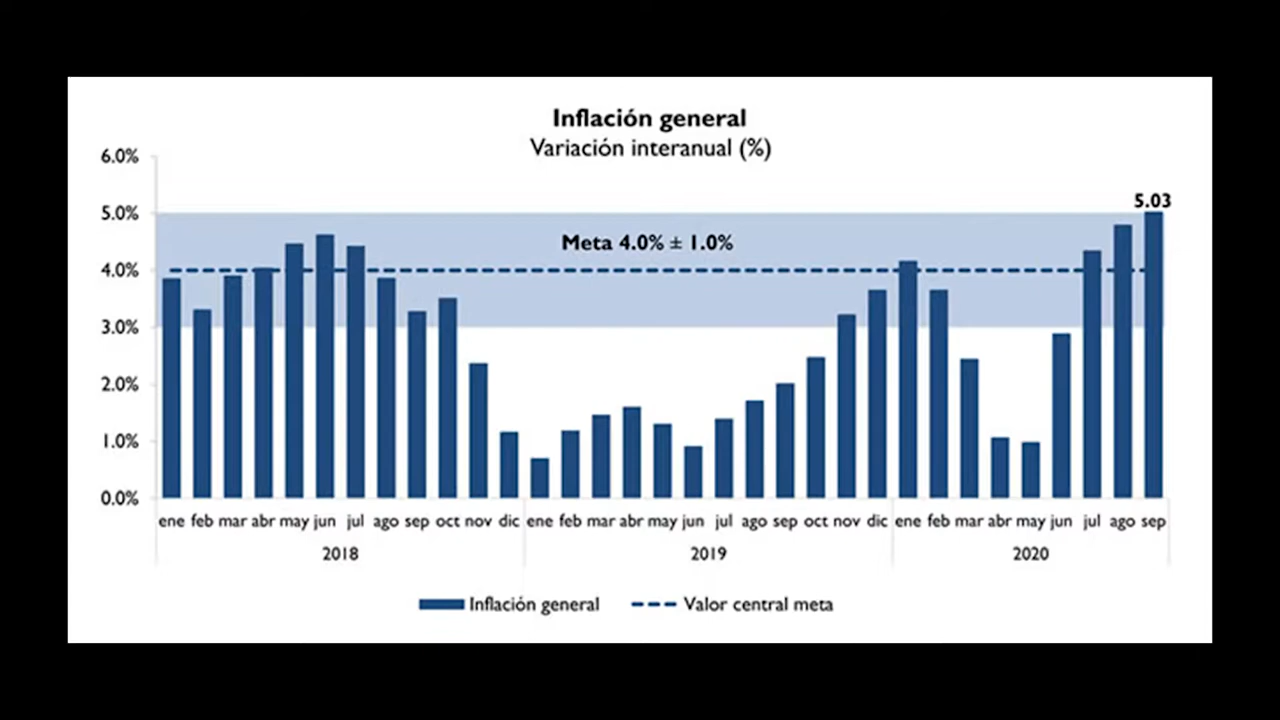 Inflación general
Variación interanual (%)
6.0%
5.03
5.0%
Meta 4.0% ± 1.0%
4.0%
3.0%
2.0%
1.0%
0.0%
ene feb mar abr may jun jul ago sep oct nov dic ene feb mar abr may jun jul ago sep oct nov dic ene feb mar abr may jun jul ago sep
2018 2019 2020
Inflación general Valor central meta